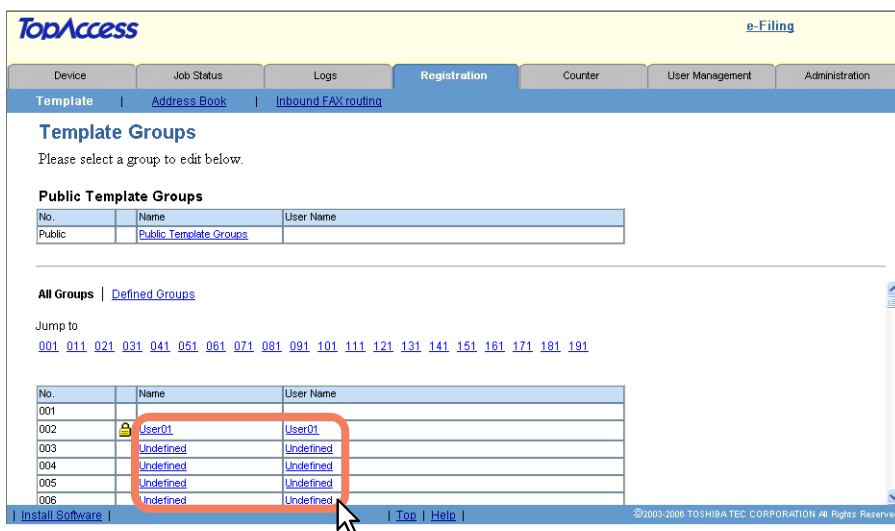 TopAccess
e-Filing
Device Job Status Logs Registration Counter User Management Administration
Template | Address Book | Inbound FAX routing
Template Groups
Please select a group to edit below.
Public Template Groups
No. Name User Name
Public Public Template Groups
All Groups | Defined Groups
Jump to
001 011 021 031 041 051 061 071 081 091 101 111 121 131 141 151 161 171 181 191
No. Name User Name
001
002 User01 User01
003 Undefined Undefined
004 Undefined Undefined
005 Undefined Undefined
006 Undefined Undefined
| Install Software | | Top | Help | ©2003-2006 TOSHIBA TEC CORPORATION All Rights Reserve